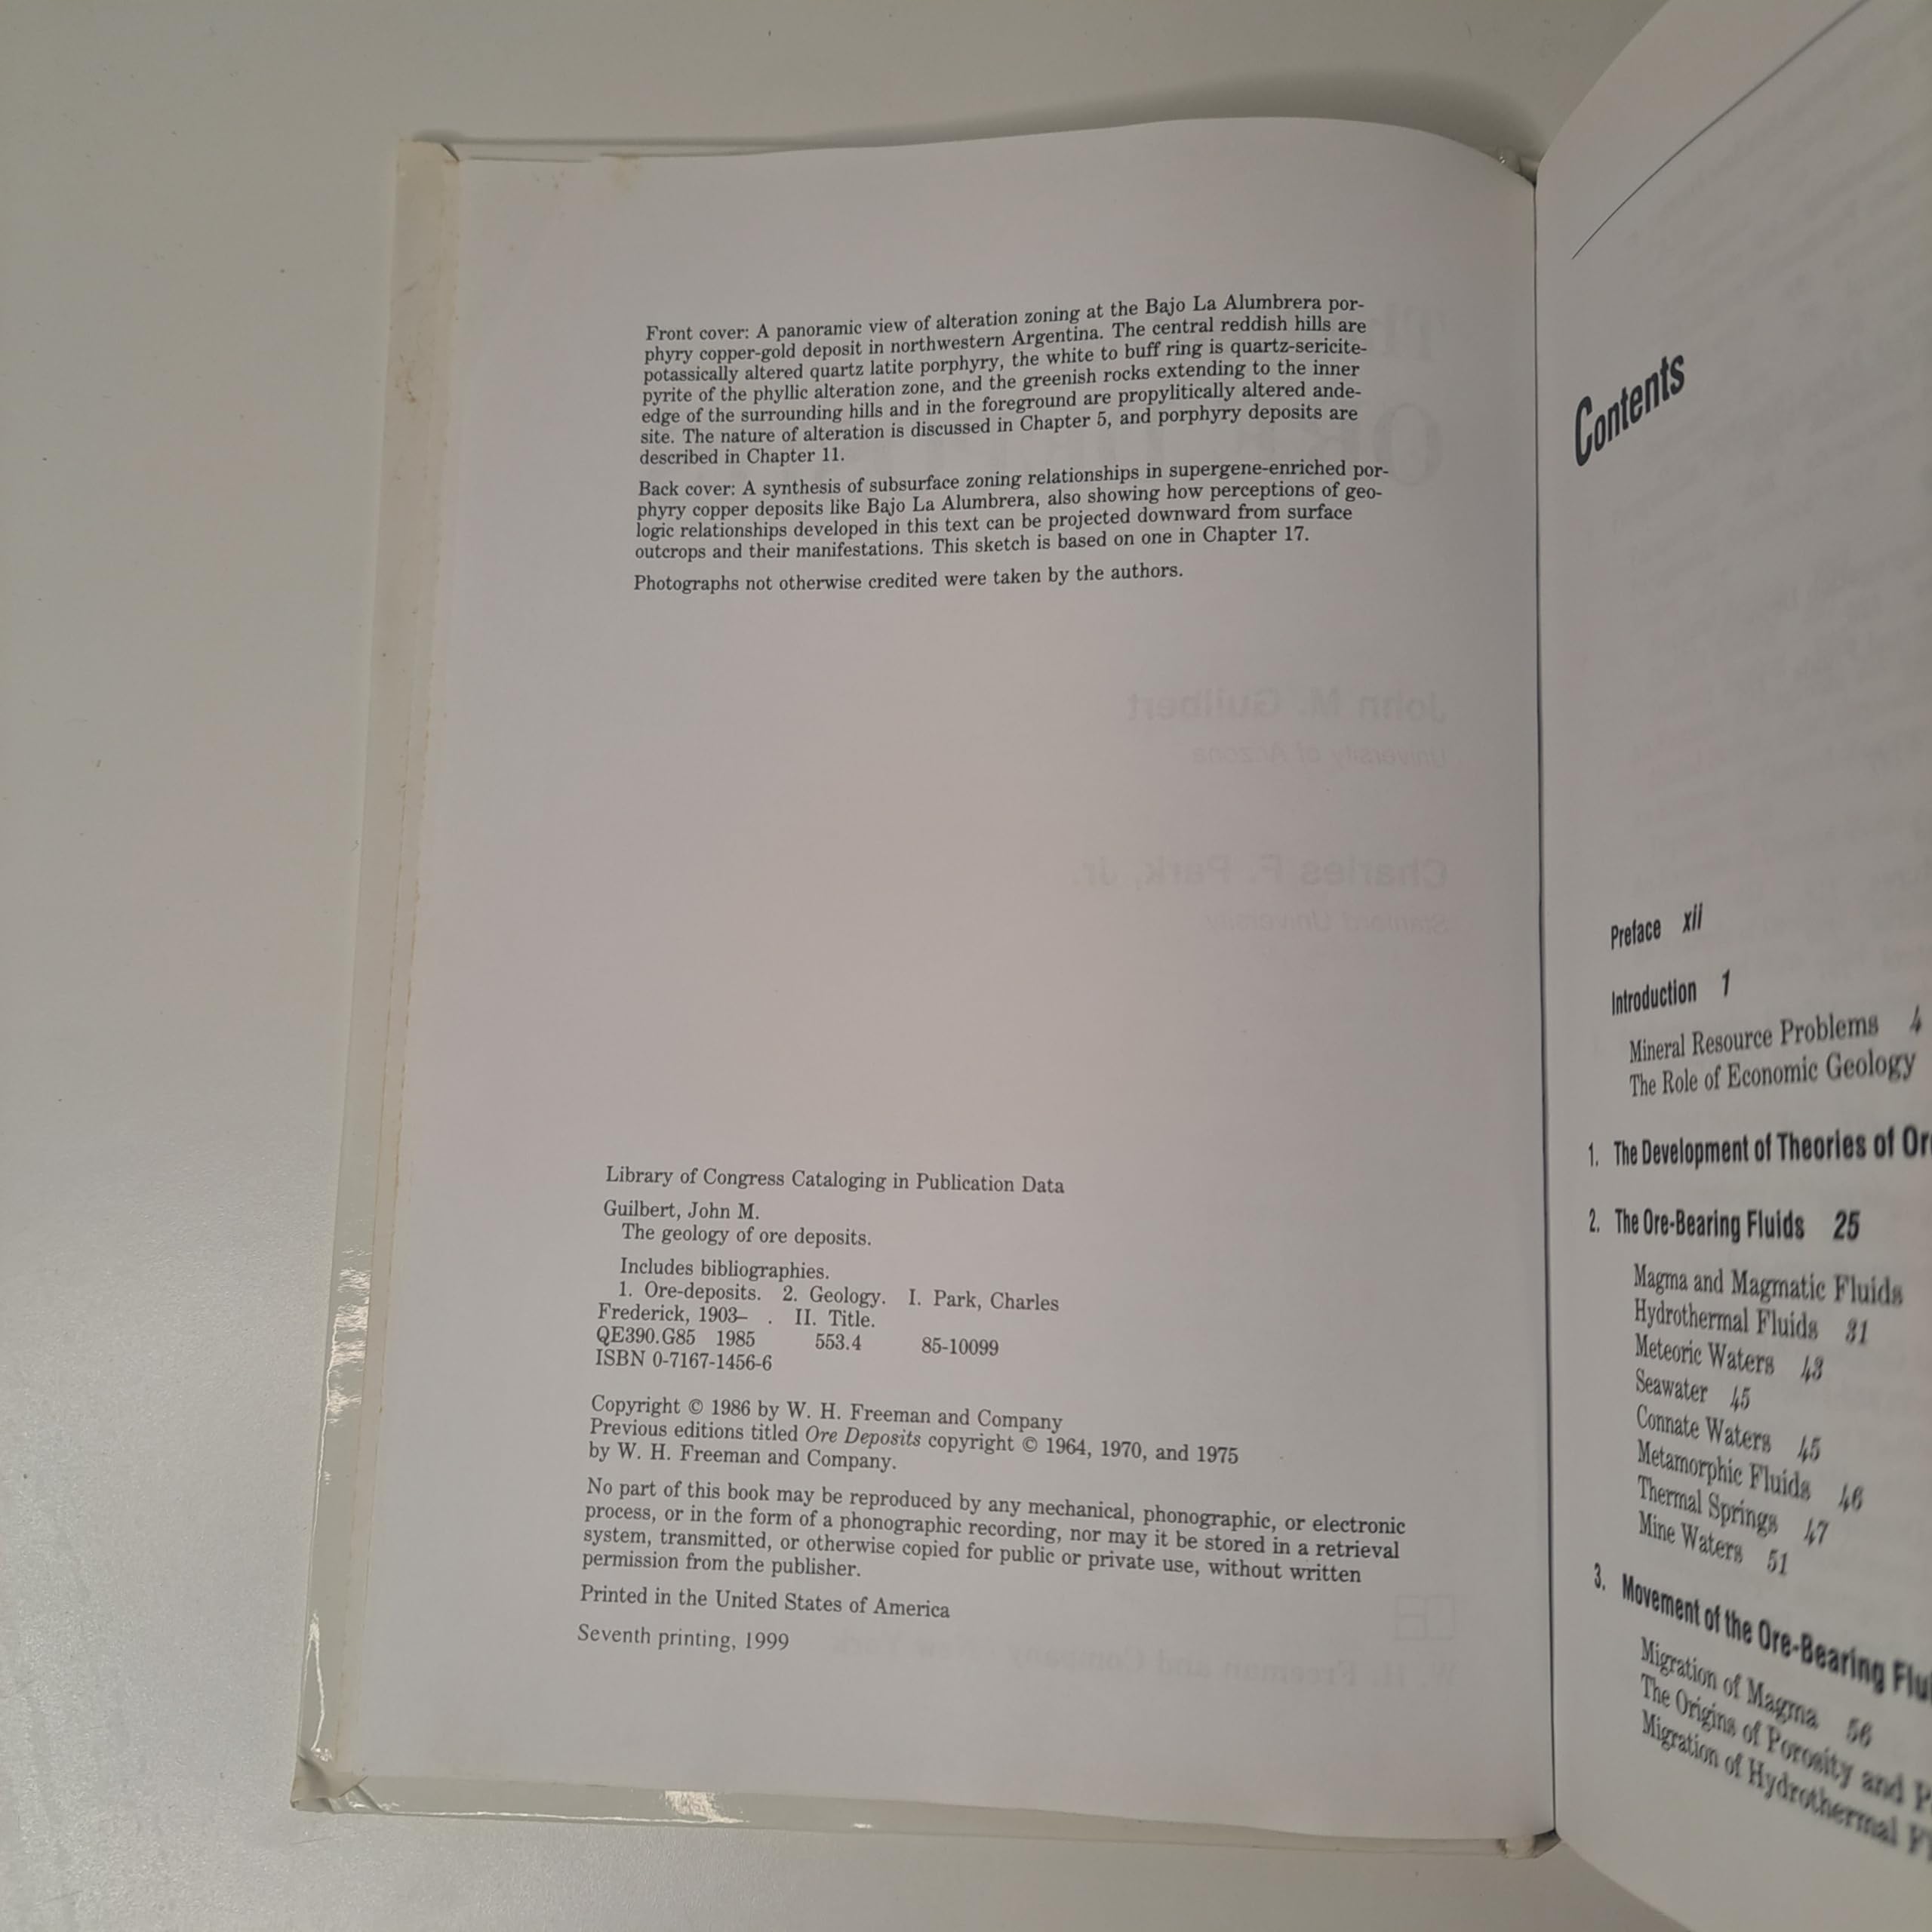 Front cover: A panoramic view of alteration zoning at the Bajo La Alumbrera por-
phyry copper-gold deposit in northwestern Argentina. The central reddish hills are
potassically altered quartz latite porphyry, the white to buff ring is quartz-sericite-
pyrite of the phyllic alteration zone, and the greenish rocks extending to the inner
edge of the surrounding hills and in the foreground are propylitically altered ande-
site. The nature of alteration is discussed in Chapter 5, and porphyry deposits are
described in Chapter 11.
Back cover: A synthesis of subsurface zoning relationships in supergene-enriched por-
phyry copper deposits like Bajo La Alumbrera, also showing how perceptions of geo-
logic relationships developed in this text can be projected downward from surface
outcrops and their manifestations. This sketch is based on one in Chapter 17.
Photographs not otherwise credited were taken by the authors.
Library of Congress Cataloging in Publication Data
Guilbert, John M.
The geology of ore deposits.
Includes bibliographies.
1. Ore-deposits. 2. Geology. I. Park, Charles
Frederick, 1903– . II. Title.
QE390.G85 1985 553.4 85-10099
ISBN 0-7167-1456-6
Copyright © 1986 by W. H. Freeman and Company
Previous editions titled Ore Deposits copyright © 1964, 1970, and 1975
by W. H. Freeman and Company.
No part of this book may be reproduced by any mechanical, phonographic, or electronic
process, or in the form of a phonographic recording, nor may it be stored in a retrieval
system, transmitted, or otherwise copied for public or private use, without written
permission from the publisher.
Printed in the United States of America
Seventh printing, 1999
Contents
Preface xii
Introduction 1
Mineral Resource Problems 4
The Role of Economic Geology
1. The Development of Theories of
2. The Ore-Bearing Fluids 25
Magma and Magmatic Fluids
Hydrothermal Fluids 31
Meteoric Waters 43
Seawater 45
Connate Waters 45
Metamorphic Fluids 46
Thermal Springs 47
Mine Waters 51
3. Movement of the Ore-Bearing
Migration of Magma 56
The Origins of Porosity and
Migration of Hydrothermal